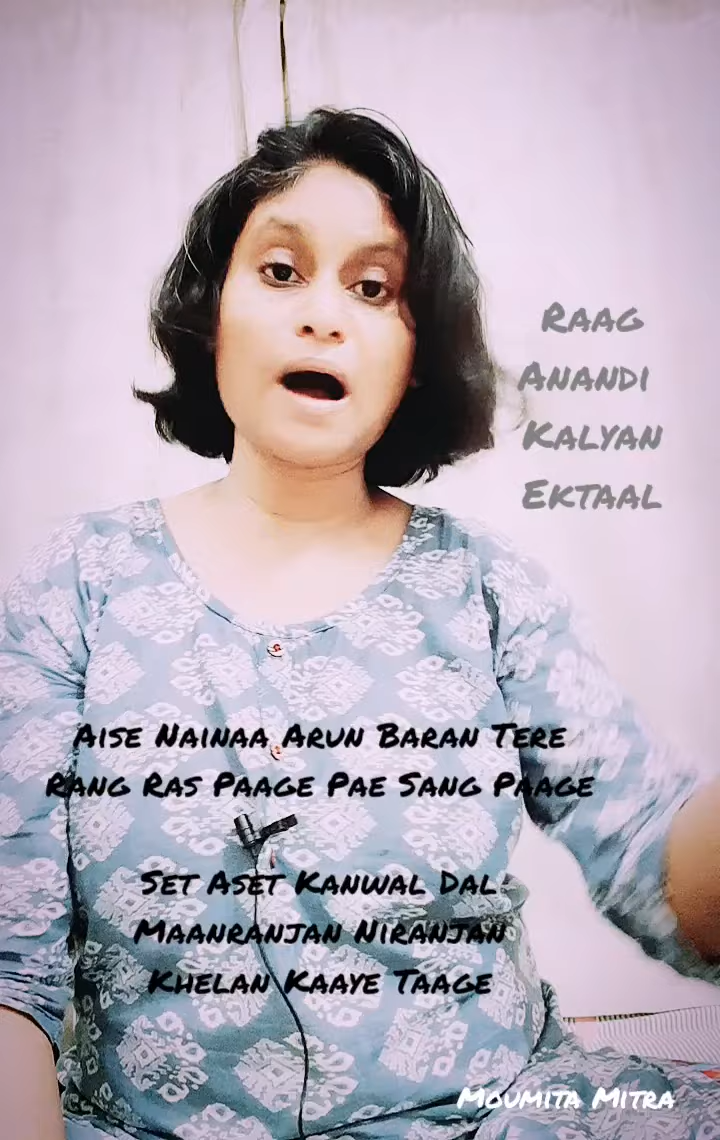 Raag
Anandi
Kalyan
Ektaal
Aise Nainaa Arun Baran Tere
Rang Ras Paage Pae Sang Paage
Set Aset Kanwal Dal
Maanranjan Niranjan
Khelan Kaaye Taage
Moumita Mitra